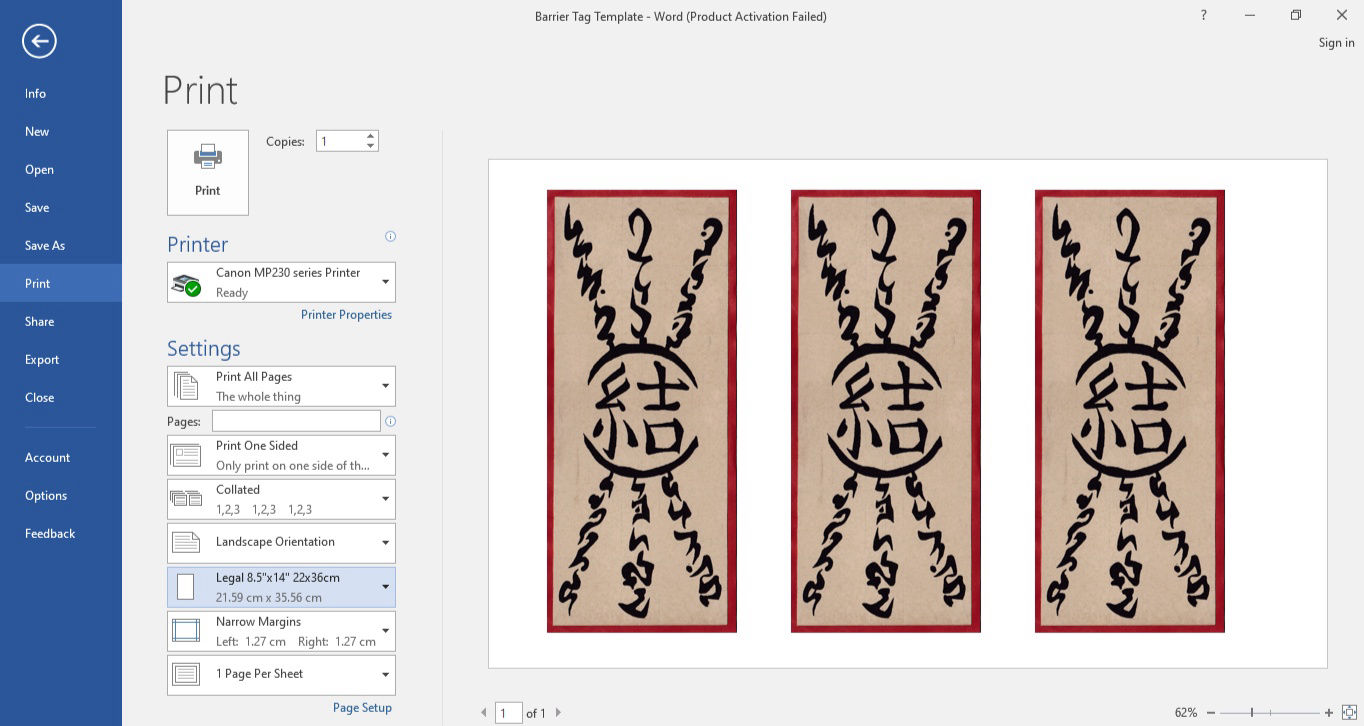 Barrier Tag Template - Word (Product Activation Failed)
?
Sign in
Info
New
Open
Save
Save As
Print
Share
Export
Close
Account
Options
Feedback
Print
Print
Copies: 1
Printer
Canon MP230 series Printer
Ready
Printer Properties
Settings
Print All Pages
The whole thing
Pages:
Print One Sided
Only print on one side of th...
Collated
1,2,3 1,2,3 1,2,3
Landscape Orientation
Legal 8.5"x14" 22x36cm
21.59 cm x 35.56 cm
Narrow Margins
Left: 1.27 cm Right: 1.27 cm
1 Page Per Sheet
Page Setup
結 結 結
1 of 1
62%